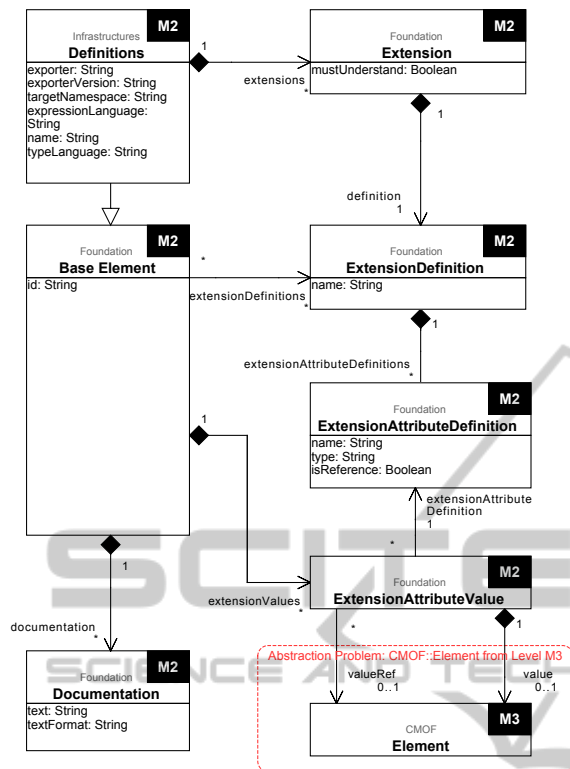 Infrastructures
M2
Definitions
exporter: String
exporterVersion: String
targetNamespace: String
expressionLanguage:
String
name: String
typeLanguage: String
1
extensions
*
Foundation
M2
Extension
mustUnderstand: Boolean
1
definition
1
Foundation
M2
Base Element
id: String
*
extensionDefinitions
*
Foundation
M2
ExtensionDefinition
name: String
1
extensionAttributeDefinitions
*
Foundation
M2
ExtensionAttributeDefinition
name: String
type: String
isReference: Boolean
1
extensionAttribute
Definition
1
*
1
extensionValues
*
Foundation
M2
ExtensionAttributeValue
documentation
*
*
1
Abstraction Problem: CMOF::Element from Level M3
valueRef
0..1
value
0..1
Foundation
M2
Documentation
text: String
textFormat: String
CMOF
M3
Element
SCITE
SCIENCE AND TECH